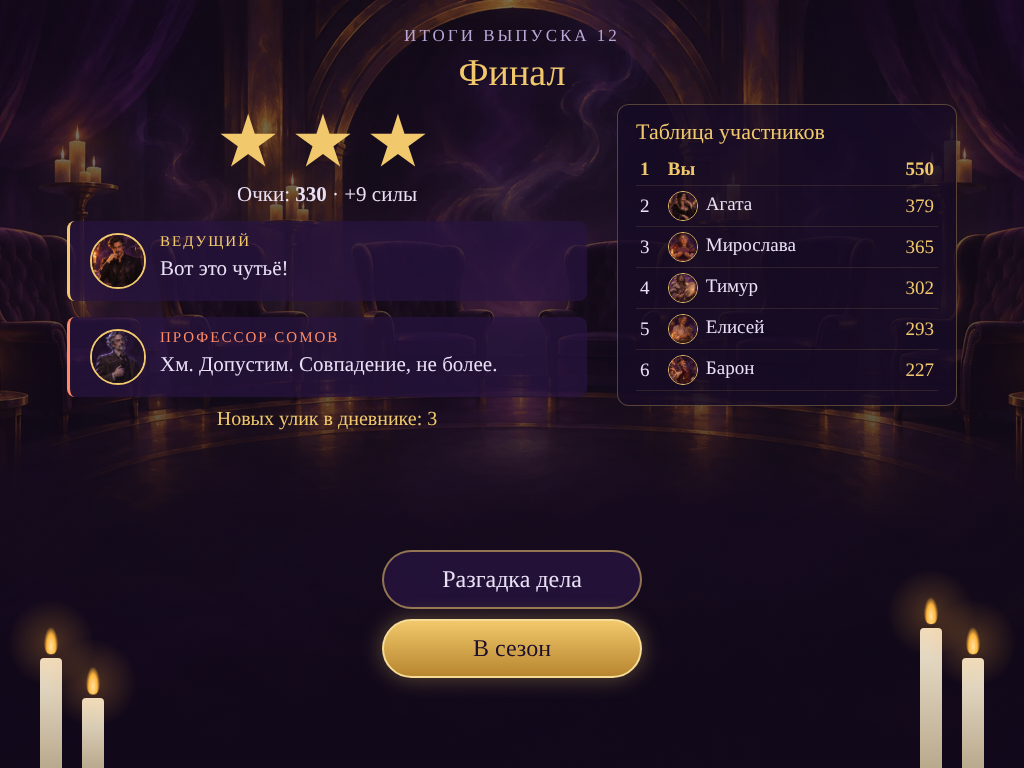 ИТОГИ ВЫПУСКА 12
Финал
Очки: 330 · +9 силы
ВЕДУЩИЙ
Вот это чутьё!
ПРОФЕССОР СОМОВ
Хм. Допустим. Совпадение, не более.
Новых улик в дневнике: 3
Таблица участников
1 Вы 550
2 Агата 379
3 Мирослава 365
4 Тимур 302
5 Елисей 293
6 Барон 227
Разгадка дела
В сезон